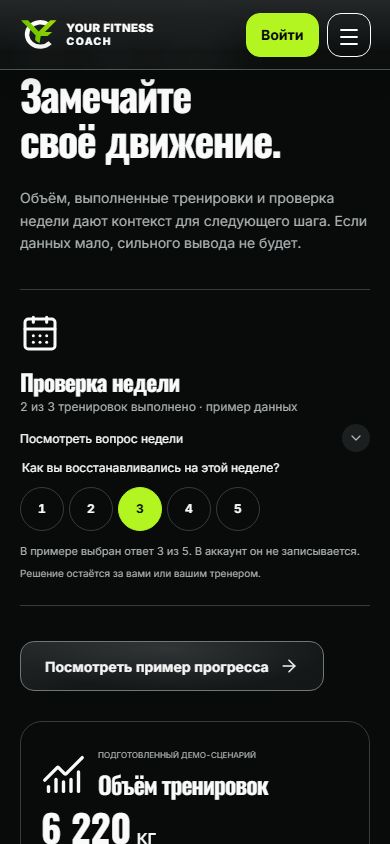 YOUR FITNESS
COACH
Войти
Замечайте
своё движение.
Объём, выполненные тренировки и проверка
недели дают контекст для следующего шага. Если
данных мало, сильного вывода не будет.
Проверка недели
2 из 3 тренировок выполнено · пример данных
Посмотреть вопрос недели
Как вы восстанавливались на этой неделе?
1 2 3 4 5
В примере выбран ответ 3 из 5. В аккаунт он не записывается.
Решение остаётся за вами или вашим тренером.
Посмотреть пример прогресса
ПОДГОТОВЛЕННЫЙ ДЕМО-СЦЕНАРИЙ
Объём тренировок
6 220 кг